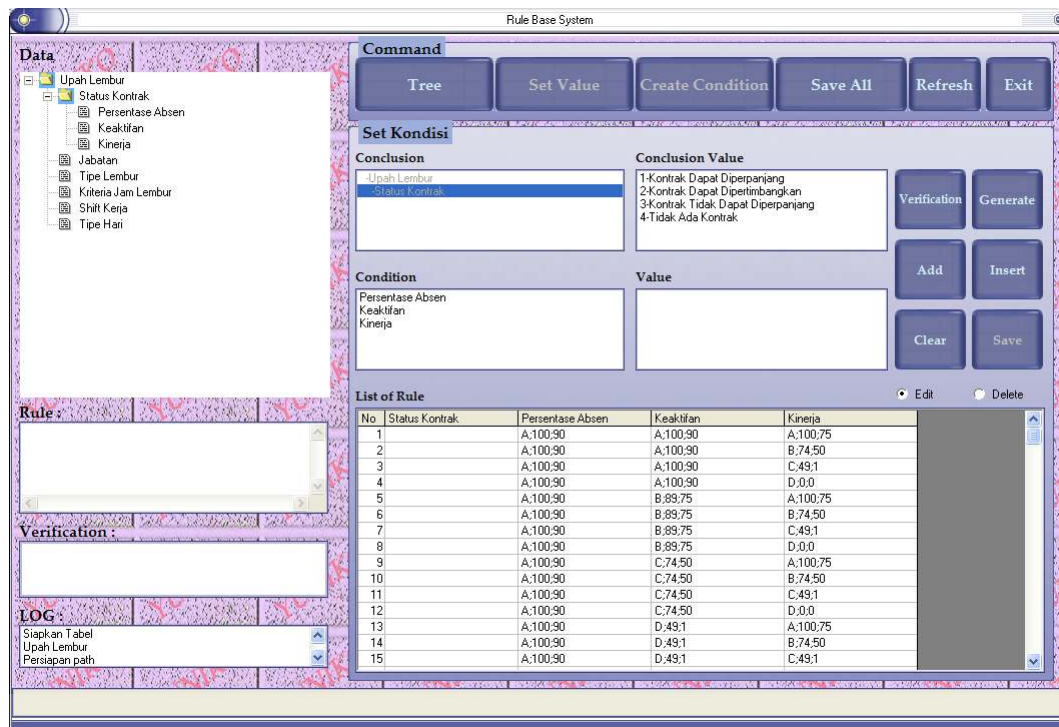 Rule Base System
Data
Upah Lembur
Status Kontrak
Persentase Absen
Keaktifan
Kinerja
Jabatan
Tipe Lembur
Kriteria Jam Lembur
Shift Kerja
Tipe Hari
Rule :
Verification :
LOG :
Siapkan Tabel
Upah Lembur
Persiapan path
Command
Tree Set Value Create Condition Save All Refresh Exit
Set Kondisi
Conclusion
-Upah Lembur
-Status Kontrak
Conclusion Value
1-Kontrak Dapat Diperpanjang
2-Kontrak Dapat Dipertimbangkan
3-Kontrak Tidak Dapat Diperpanjang
4-Tidak Ada Kontrak
Verification Generate
Condition
Persentase Absen
Keaktifan
Kinerja
Value
Add Insert
Clear Save
Edit Delete
List of Rule
No Status Kontrak Persentase Absen Keaktifan Kinerja
1 A;100;90 A;100;90 A;100;75
2 A;100;90 A;100;90 B;74;50
3 A;100;90 A;100;90 C;49;1
4 A;100;90 A;100;90 D;0;0
5 A;100;90 B;89;75 A;100;75
6 A;100;90 B;89;75 B;74;50
7 A;100;90 B;89;75 C;49;1
8 A;100;90 B;89;75 D;0;0
9 A;100;90 C;74;50 A;100;75
10 A;100;90 C;74;50 B;74;50
11 A;100;90 C;74;50 C;49;1
12 A;100;90 C;74;50 D;0;0
13 A;100;90 D;49;1 A;100;75
14 A;100;90 D;49;1 B;74;50
15 A;100;90 D;49;1 C;49;1